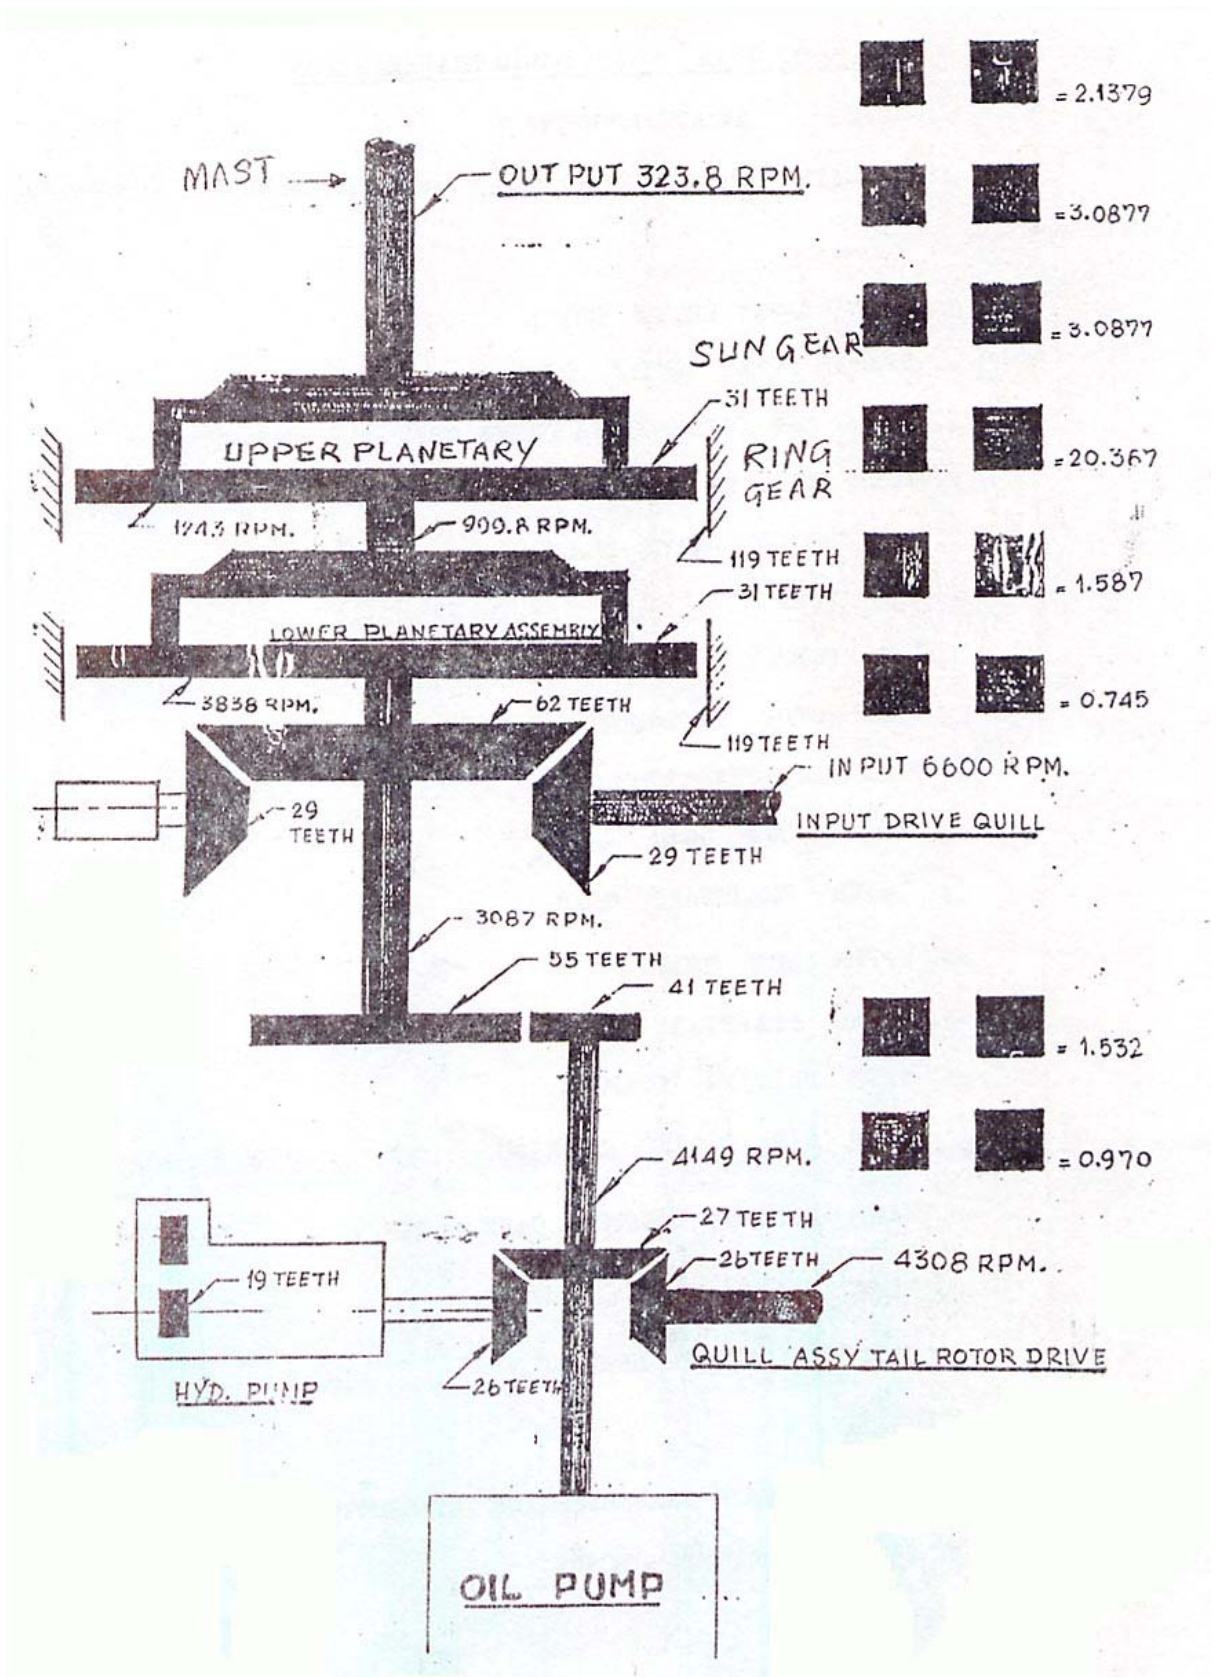 = 2.1379
MAST
OUT PUT 323.8 RPM.
= 3.0877
= 3.0877
SUN GEAR
31 TEETH
UPPER PLANETARY
RING
GEAR
= 20.367
1243 RPM.
999.8 RPM.
119 TEETH
31 TEETH
= 1.587
LOWER PLANETARY ASSEMBLY
3838 RPM.
62 TEETH
= 0.745
119 TEETH
INPUT 6600 RPM.
29
TEETH
INPUT DRIVE QUILL
29 TEETH
3087 RPM.
55 TEETH
41 TEETH
= 1.532
4149 RPM.
= 0.970
27 TEETH
26 TEETH
4308 RPM.
19 TEETH
QUILL ASSY TAIL ROTOR DRIVE
HYD. PUMP
26 TEETH
OIL PUMP